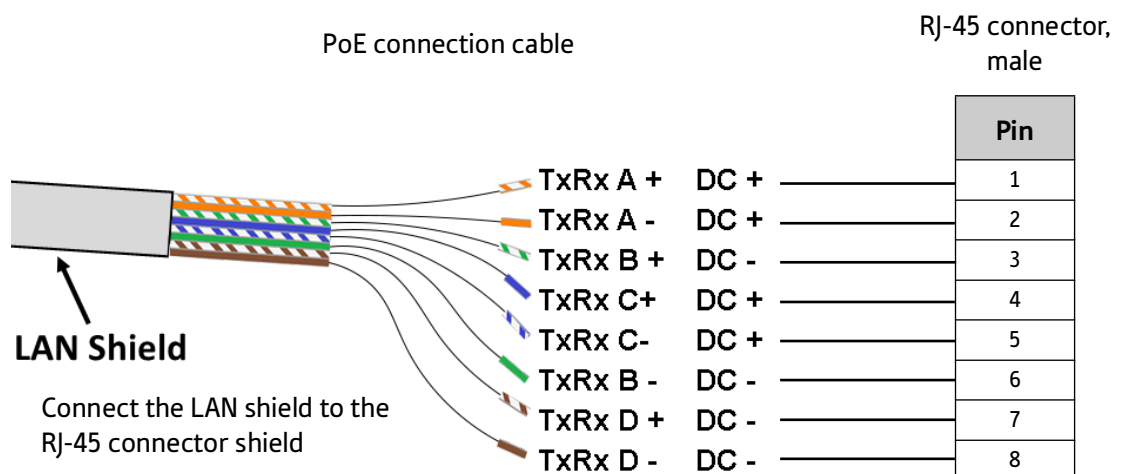 PoE connection cable
RJ-45 connector,
male
Pin
TxRx A + DC + 1
TxRx A - DC + 2
TxRx B + DC - 3
TxRx C+ DC + 4
TxRx C- DC + 5
TxRx B - DC - 6
TxRx D + DC - 7
TxRx D - DC - 8
LAN Shield
Connect the LAN shield to the
RJ-45 connector shield